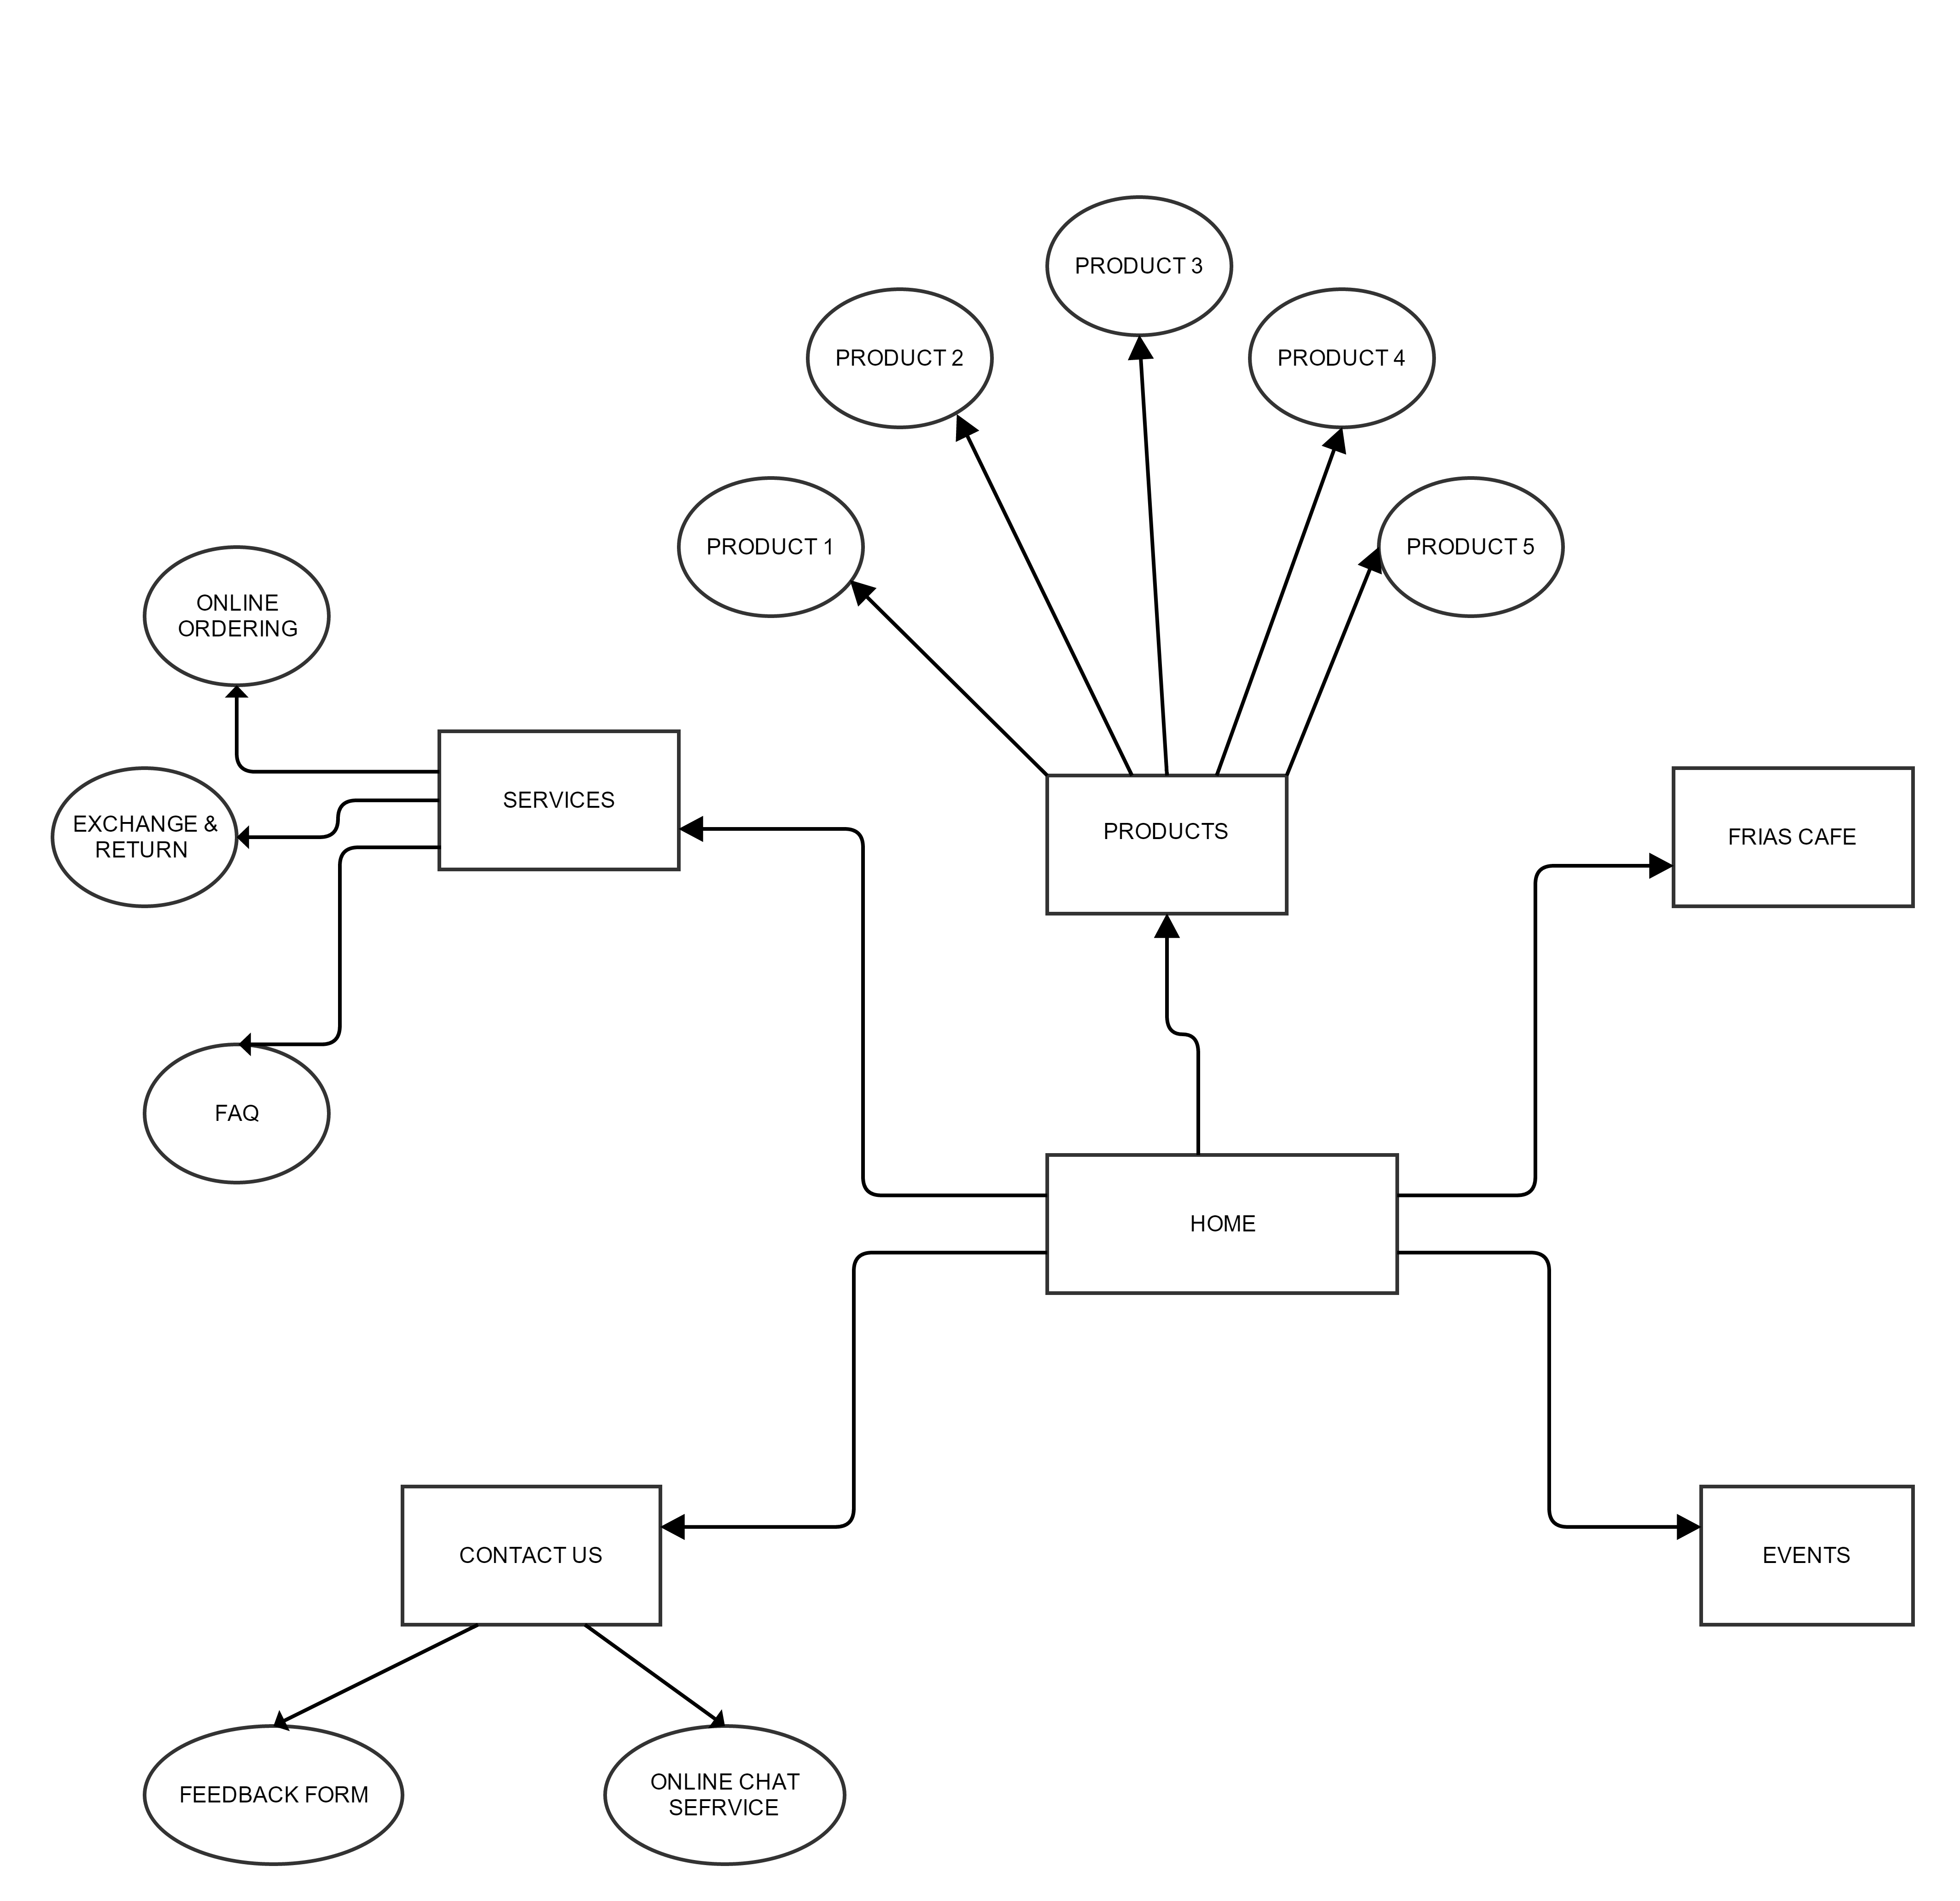 PRODUCT 3
PRODUCT 2
PRODUCT 4
PRODUCT 1
PRODUCT 5
ONLINE
ORDERING
SERVICES
EXCHANGE &
RETURN
PRODUCTS
FRIAS CAFE
FAQ
HOME
CONTACT US
EVENTS
FEEDBACK FORM
ONLINE CHAT
SEFRVICE